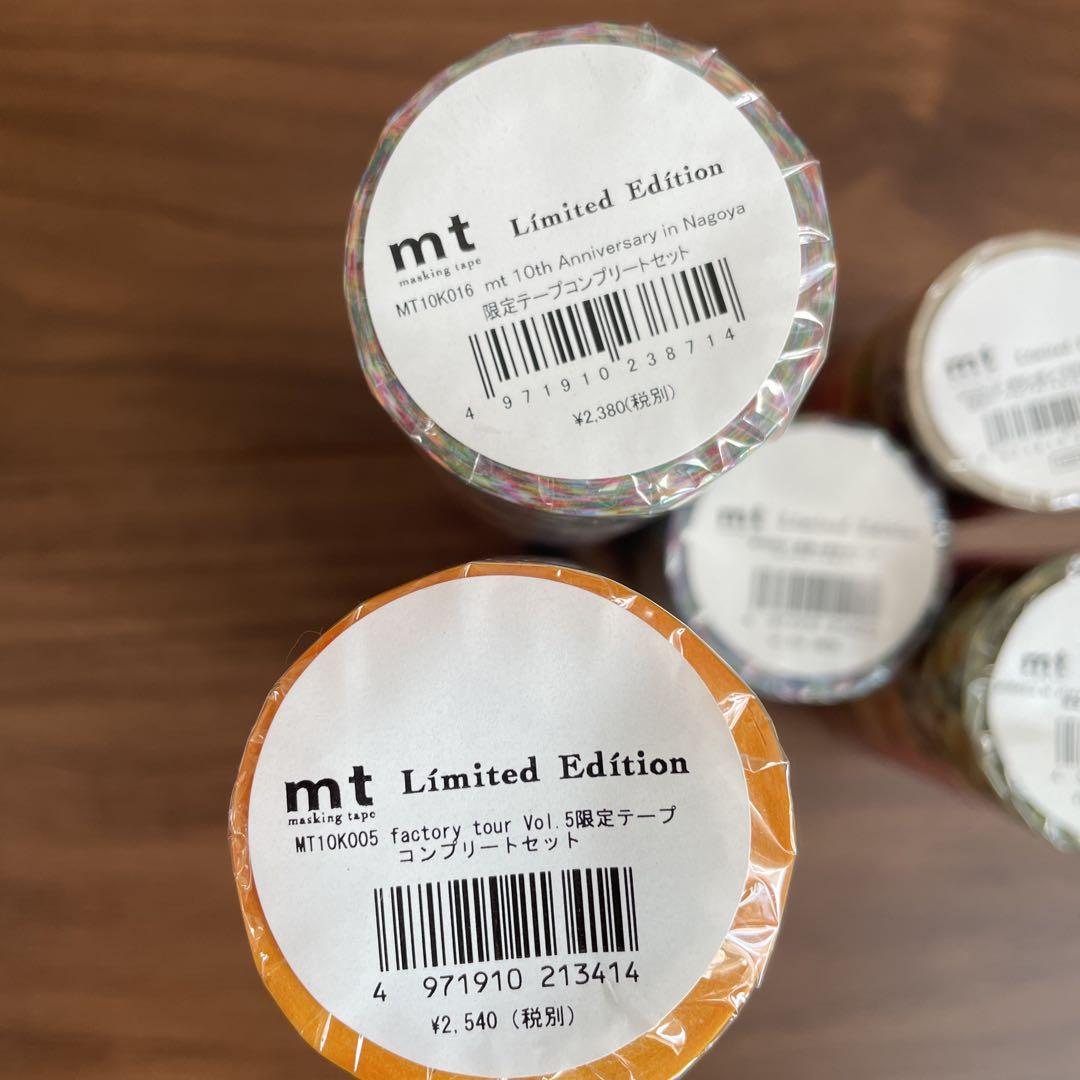 mt Límited Edítion
masking tape
MT10K016 mt 10th Anniversary in Nagoya
限定テープコンプリートセット
4 971910 238714
¥2,380(税別)
mt Límited Edítion
masking tape
MT10K005 factory tour Vol.5限定テープ
コンプリートセット
4 971910 213414
¥2,540 (税別)
mt Limited Edition
mt Limited
mt